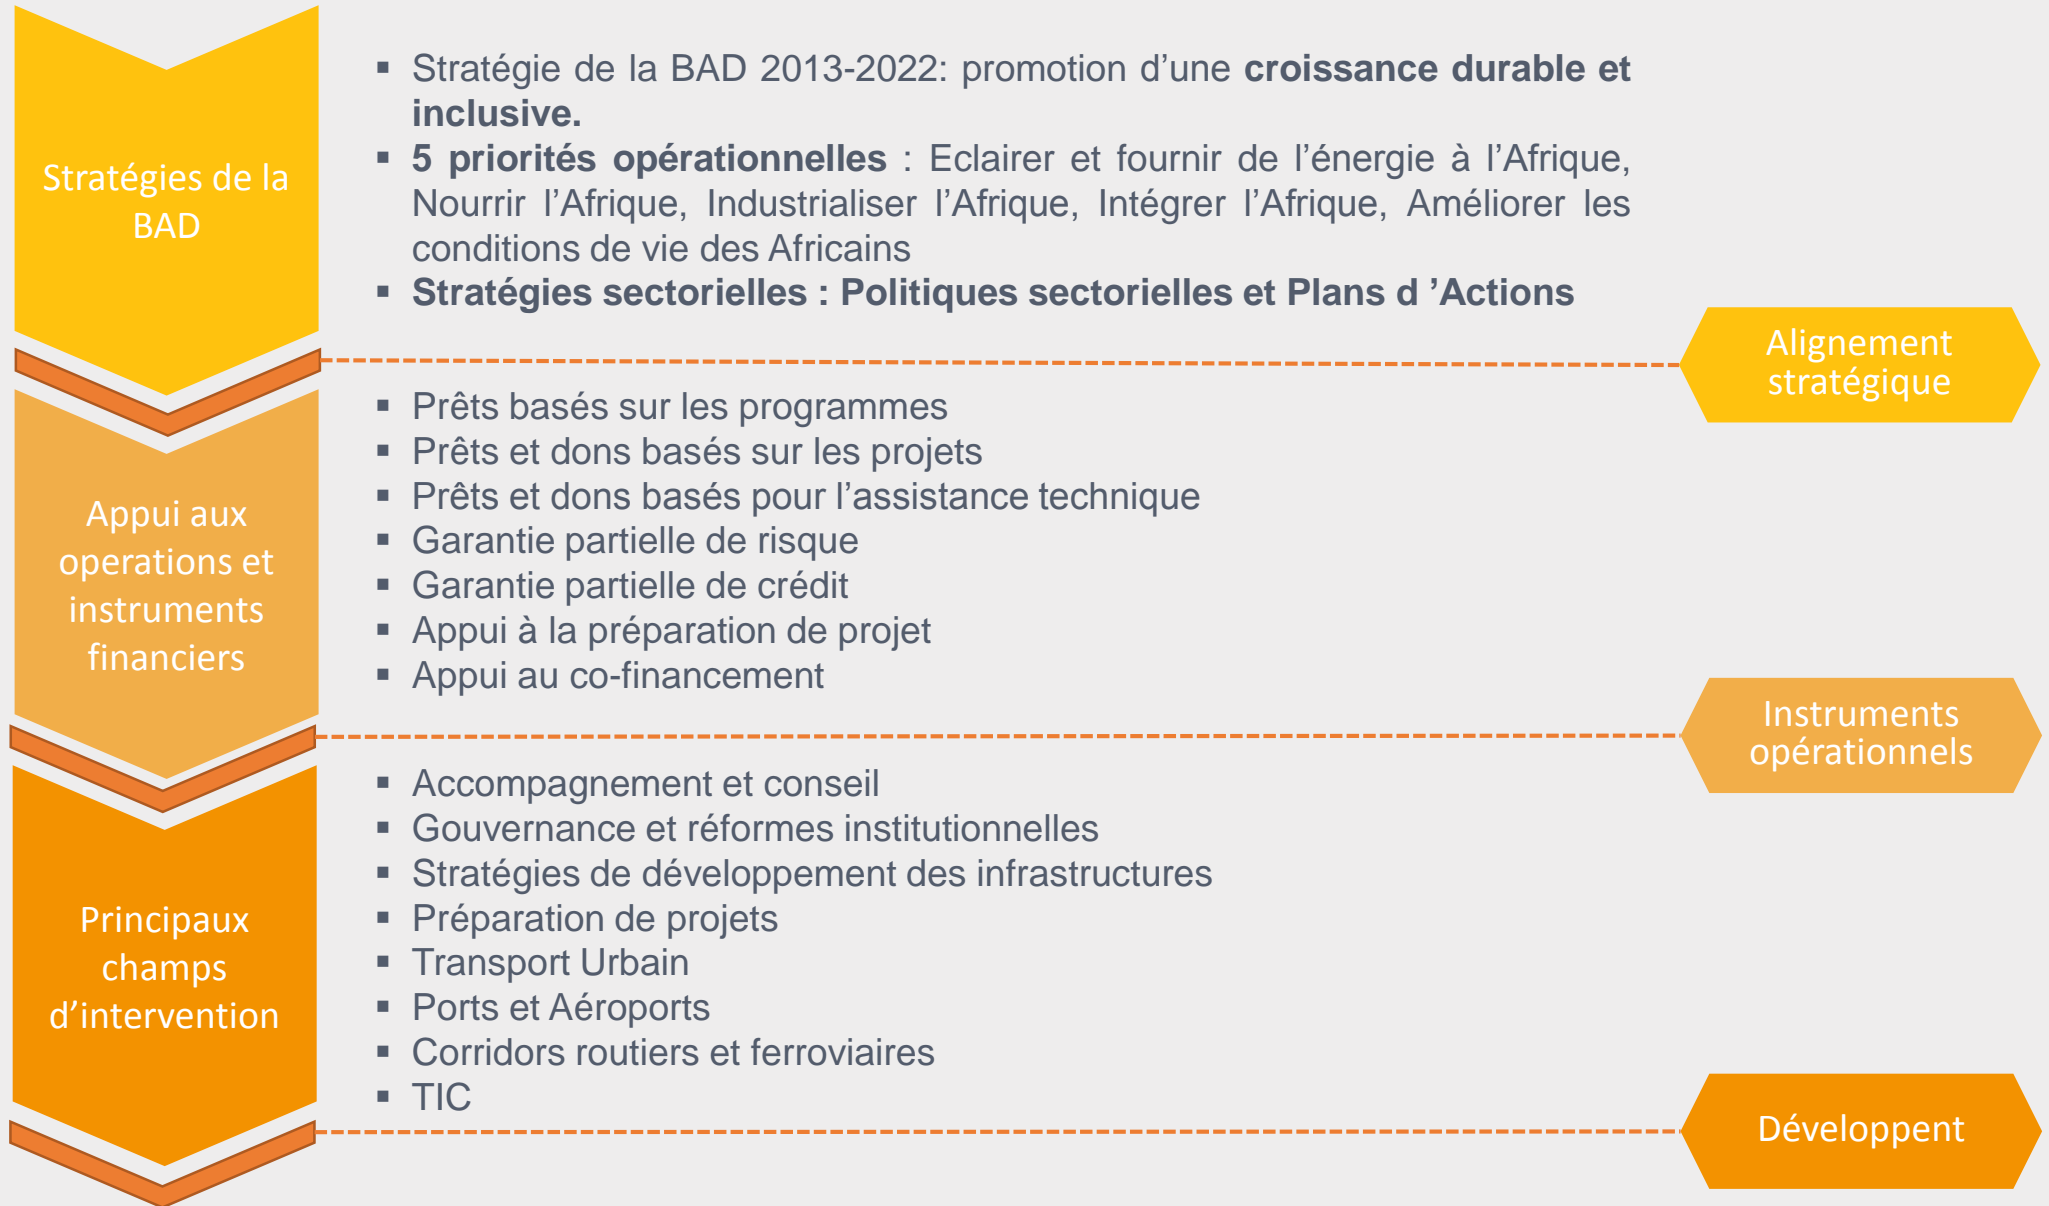 Stratégies de la
BAD
▪ Stratégie de la BAD 2013-2022: promotion d’une croissance durable et
inclusive.
▪ 5 priorités opérationnelles : Eclairer et fournir de l’énergie à l’Afrique,
Nourrir l’Afrique, Industrialiser l’Afrique, Intégrer l’Afrique, Améliorer les
conditions de vie des Africains
▪ Stratégies sectorielles : Politiques sectorielles et Plans d ’Actions
Alignement
stratégique
Appui aux
operations et
instruments
financiers
▪ Prêts basés sur les programmes
▪ Prêts et dons basés sur les projets
▪ Prêts et dons basés pour l’assistance technique
▪ Garantie partielle de risque
▪ Garantie partielle de crédit
▪ Appui à la préparation de projet
▪ Appui au co-financement
Instruments
opérationnels
Principaux
champs
d’intervention
▪ Accompagnement et conseil
▪ Gouvernance et réformes institutionnelles
▪ Stratégies de développement des infrastructures
▪ Préparation de projets
▪ Transport Urbain
▪ Ports et Aéroports
▪ Corridors routiers et ferroviaires
▪ TIC
Développent